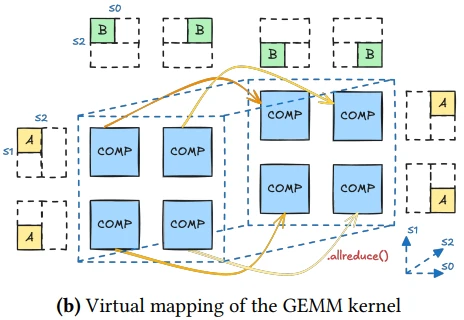 S0
S2
B
B
B
B
S2
S1
A
A
A
A
COMP
COMP
COMP
COMP
COMP
COMP
COMP
COMP
.allreduce()
S1
S2
S0
(b) Virtual mapping of the GEMM kernel